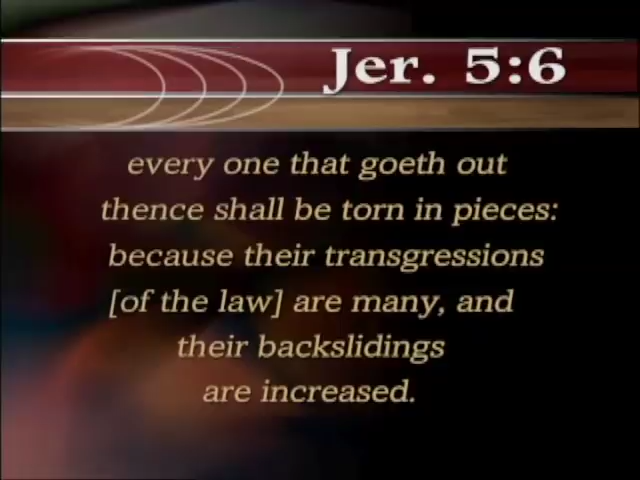 Jer. 5:6
every one that goeth out
thence shall be torn in pieces:
because their transgressions
[of the law] are many, and
their backslidings
are increased.